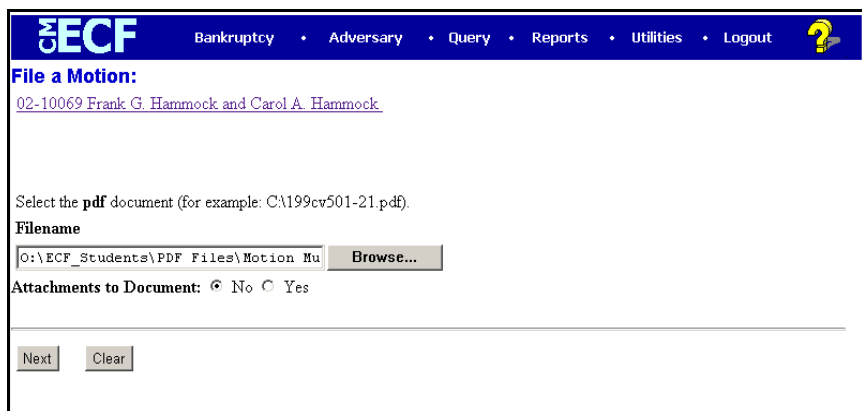 CM ECF Bankruptcy • Adversary • Query • Reports • Utilities • Logout ?
File a Motion:
02-10069 Frank G. Hammock and Carol A. Hammock
Select the pdf document (for example: C:\199cv501-21.pdf).
Filename
O:\ECF_Students\PDF Files\Motion Mu Browse...
Attachments to Document: No Yes
Next Clear